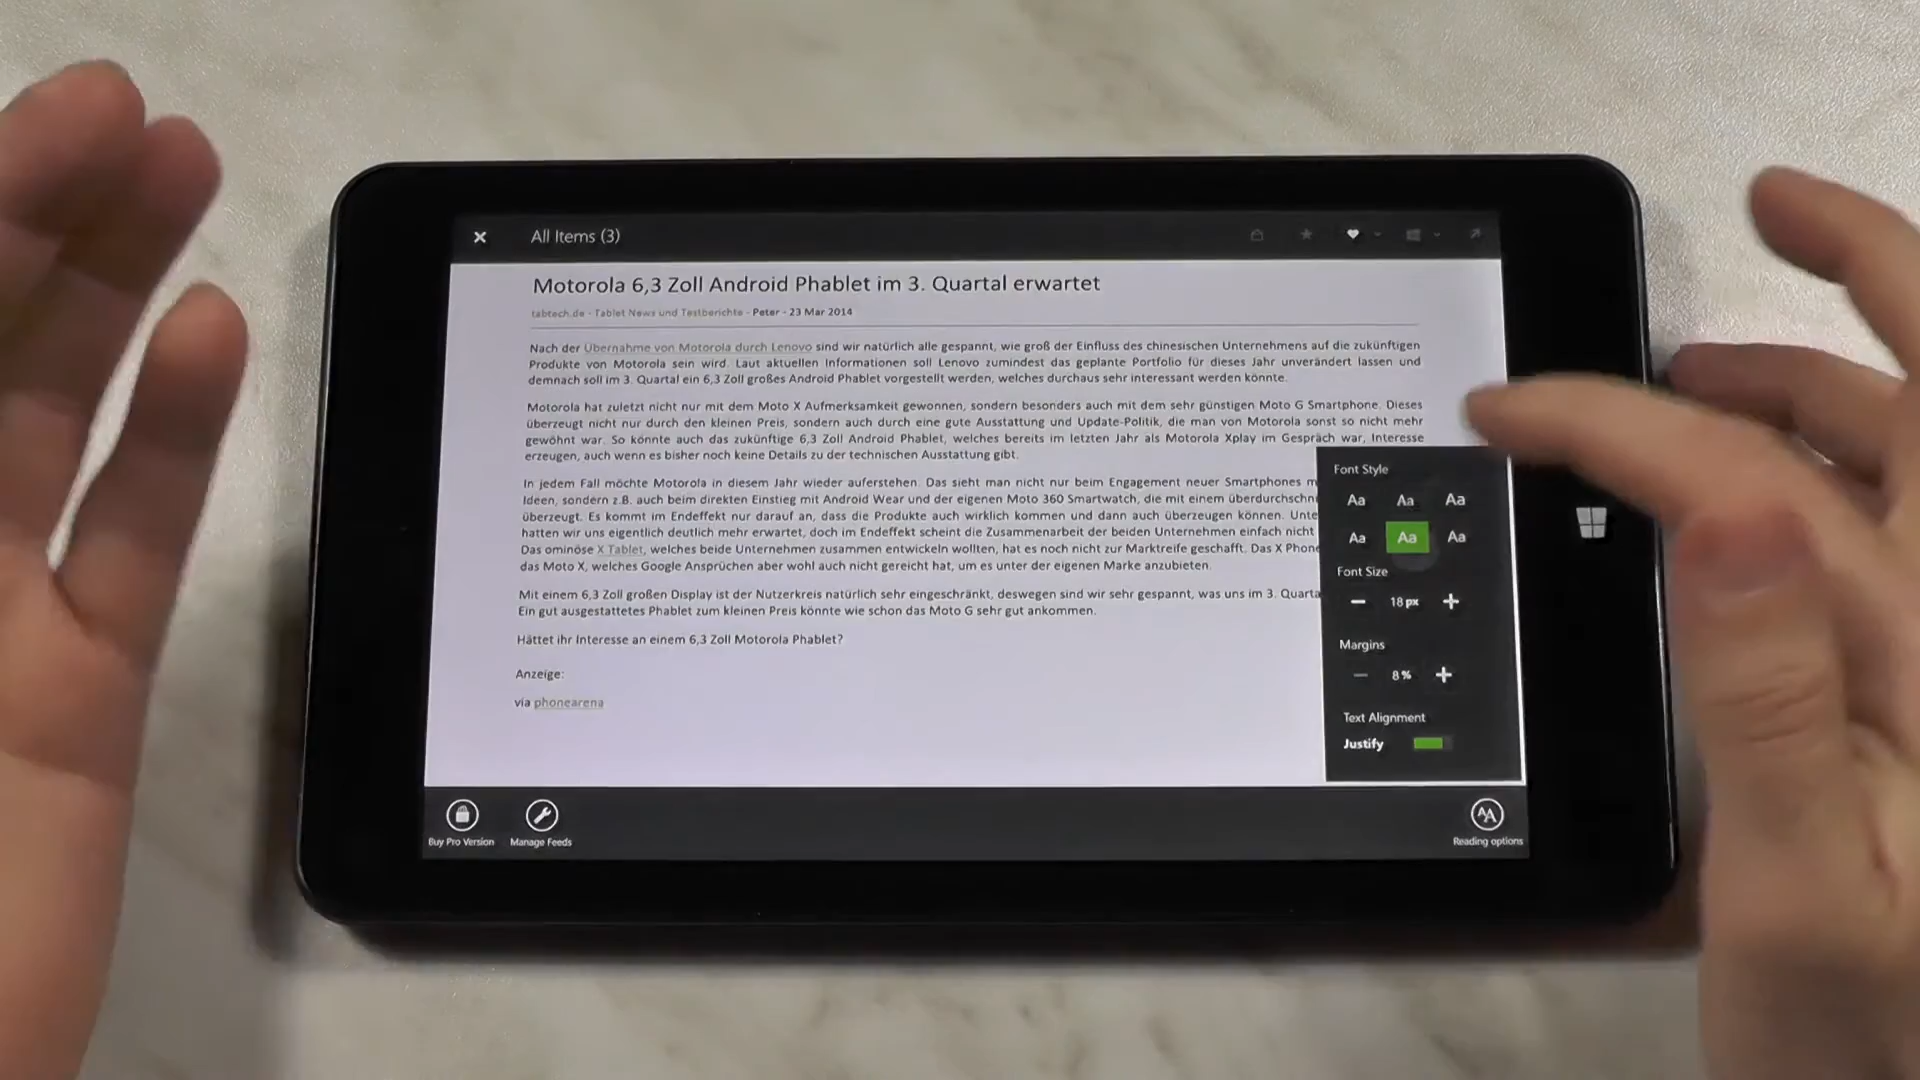 All Items (3)
Motorola 6,3 Zoll Android Phablet im 3. Quartal erwartet
tabtech.de - Tablet News und Testberichte - Peter - 23 Mar 2014
Nach der Übernahme von Motorola durch Lenovo sind wir natürlich alle gespannt, wie groß der Einfluss des chinesischen Unternehmens auf die zukünftigen
Produkte von Motorola sein wird. Laut aktuellen Informationen soll Lenovo zumindest das geplante Portfolio für dieses Jahr unverändert lassen und
demnach soll im 3. Quartal ein 6,3 Zoll großes Android Phablet vorgestellt werden, welches durchaus sehr interessant werden könnte.
Motorola hat zuletzt nicht nur mit dem Moto X Aufmerksamkeit gewonnen, sondern besonders auch mit dem sehr günstigen Moto G Smartphone. Dieses
überzeugt nicht nur durch den kleinen Preis, sondern auch durch eine gute Ausstattung und Update-Politik, die man von Motorola sonst so nicht mehr
gewöhnt war. So könnte auch das zukünftige 6,3 Zoll Android Phablet, welches bereits im letzten Jahr als Motorola Xplay im Gespräch war, Interesse
erzeugen, auch wenn es bisher noch keine Details zu der technischen Ausstattung gibt.
In jedem Fall möchte Motorola in diesem Jahr wieder auferstehen. Das sieht man nicht nur beim Engagement neuer Smartphones m
Ideen, sondern z.B. auch beim direkten Einstieg mit Android Wear und der eigenen Moto 360 Smartwatch, die mit einem überdurchschni
überzeugt. Es kommt im Endeffekt nur darauf an, dass die Produkte auch wirklich kommen und dann auch überzeugen können. Unte
hatten wir uns eigentlich deutlich mehr erwartet, doch im Endeffekt scheint die Zusammenarbeit der beiden Unternehmen einfach nicht
Das ominöse X Tablet, welches beide Unternehmen zusammen entwickeln wollten, hat es noch nicht zur Marktreife geschafft. Das X Phone
das Moto X, welches Google Ansprüchen aber wohl auch nicht gereicht hat, um es unter der eigenen Marke anzubieten.
Mit einem 6,3 Zoll großen Display ist der Nutzerkreis natürlich sehr eingeschränkt, deswegen sind wir sehr gespannt, was uns im 3. Quarta
Ein gut ausgestattetes Phablet zum kleinen Preis könnte wie schon das Moto G sehr gut ankommen.
Hättet ihr Interesse an einem 6,3 Zoll Motorola Phablet?
Anzeige:
via phonearena
Font Style
Aa Aa Aa
Aa Aa Aa
Font Size
18 px
Margins
8 %
Text Alignment
Justify
Buy Pro Version Manage Feeds Reading options